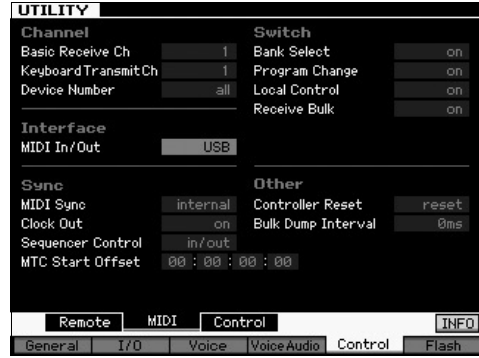 UTILITY
Channel
Basic Receive Ch 1
Keyboard Transmit Ch 1
Device Number all
Interface
MIDI In/Out USB
Sync
MIDI Sync internal
Clock Out on
Sequencer Control in/out
MTC Start Offset 00 : 00 : 00 : 00
Switch
Bank Select on
Program Change on
Local Control on
Receive Bulk on
Other
Controller Reset reset
Bulk Dump Interval 0ms
Remote MIDI Control INFO
General I/O Voice Voice Audio Control Flash